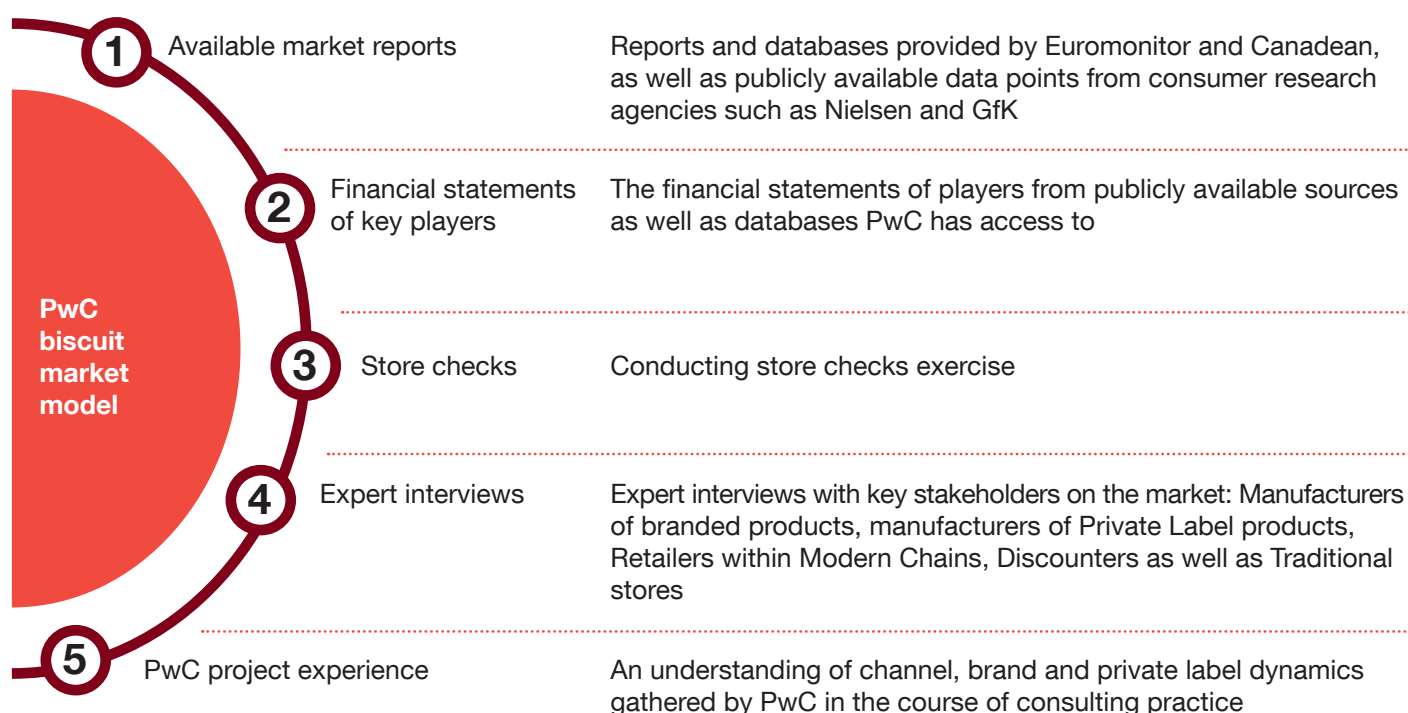 1
Available market reports
Reports and databases provided by Euromonitor and Canadean,
as well as publicly available data points from consumer research
agencies such as Nielsen and GfK
2
Financial statements
of key players
The financial statements of players from publicly available sources
as well as databases PwC has access to
PwC
biscuit
market
model
3
Store checks
Conducting store checks exercise
4
Expert interviews
Expert interviews with key stakeholders on the market: Manufacturers
of branded products, manufacturers of Private Label products,
Retailers within Modern Chains, Discounters as well as Traditional
stores
5
PwC project experience
An understanding of channel, brand and private label dynamics
gathered by PwC in the course of consulting practice